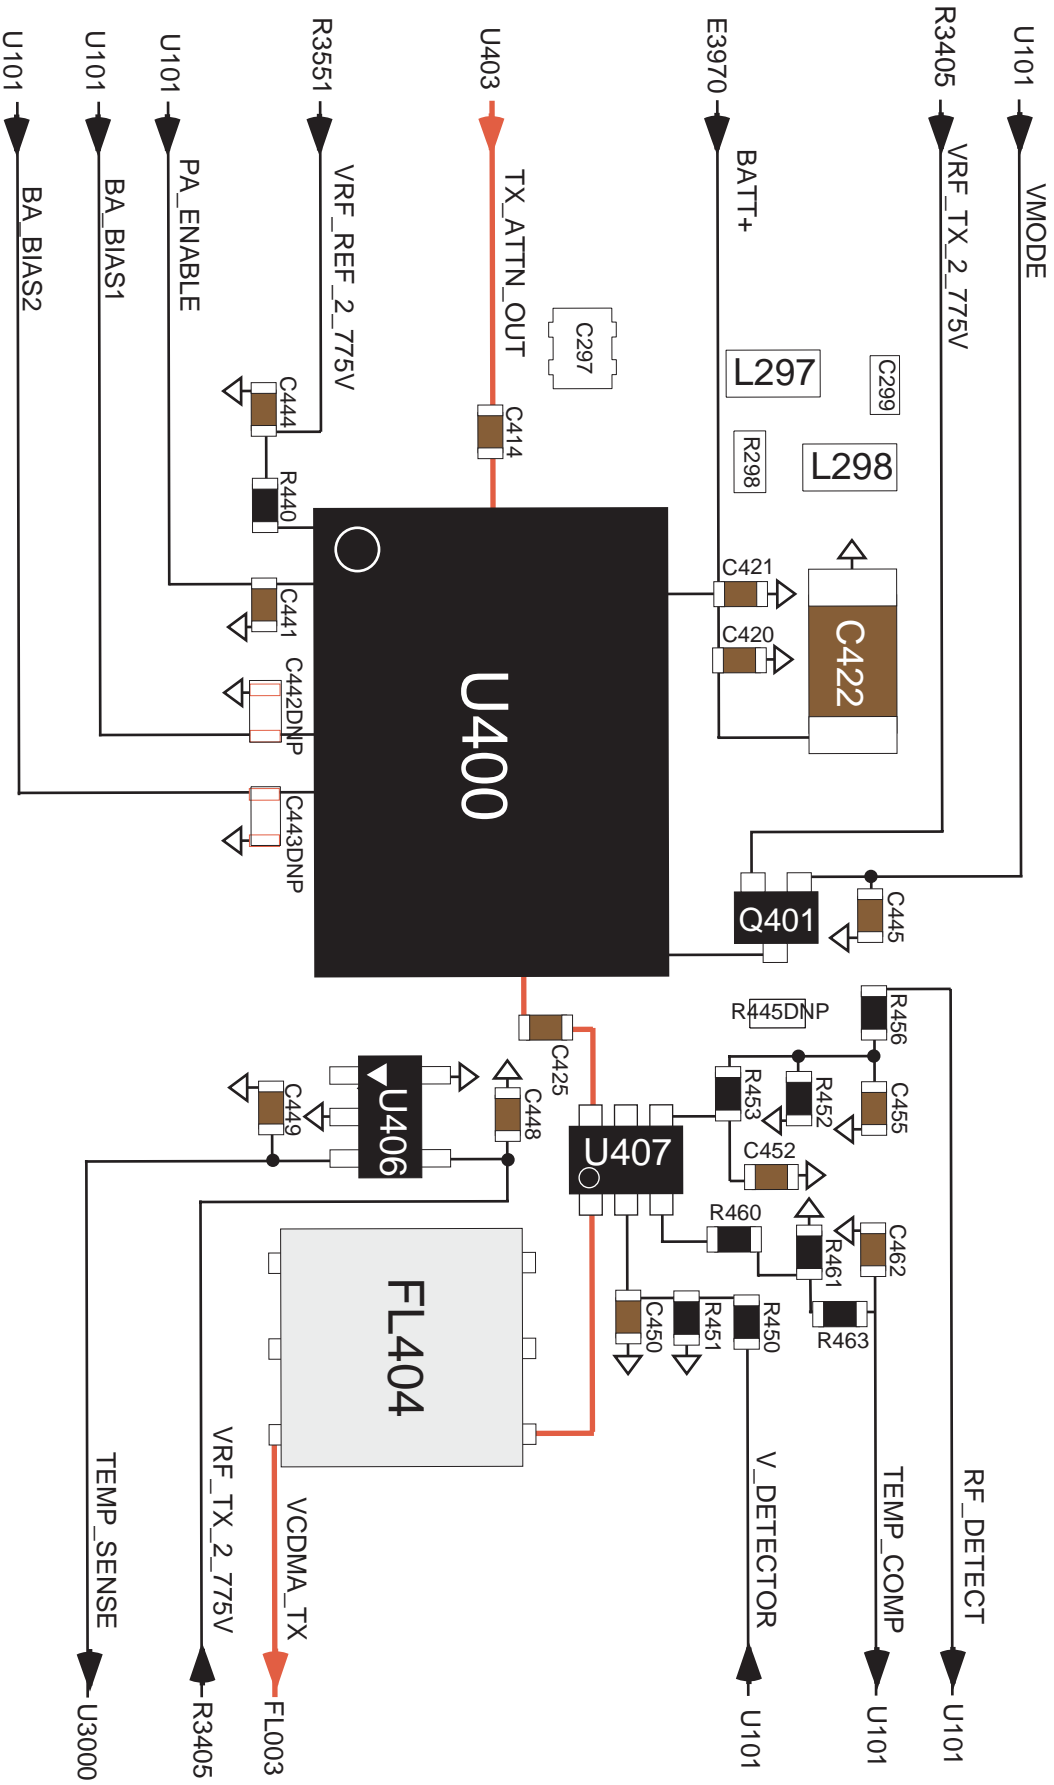 U101
VMODE
R3405
VRF_TX_2_775V
E3970
BATT+
U403
TX_ATTN_OUT
R3551
VRF_REF_2_775V
U101
PA_ENABLE
U101
BA_BIAS1
U101
BA_BIAS2
C297
L297
C299
R298
L298
C414
C444
R440
C441
C442DNP
C443DNP
U400
C421
C420
C422
Q401
C445
R445DNP
R456
C425
R453
R452
C455
C452
U407
U406
C448
C449
R460
R461
C462
R463
C450
R451
R450
FL404
RF_DETECT
U101
TEMP_COMP
U101
V_DETECTOR
U101
VCDMA_TX
FL003
VRF_TX_2_775V
R3405
TEMP_SENSE
U3000